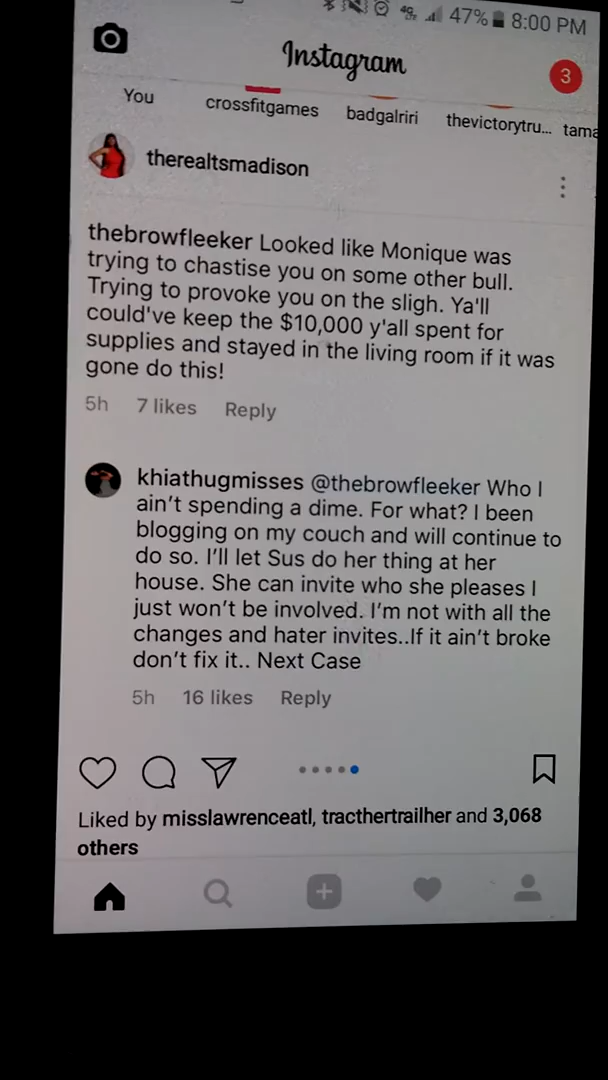 47% 8:00 PM
Instagram
3
You crossfitgames badgalriri thevictorytru... tama
therealtsmadison
thebrowfleeker Looked like Monique was
trying to chastise you on some other bull.
Trying to provoke you on the sligh. Ya'll
could've keep the $10,000 y'all spent for
supplies and stayed in the living room if it was
gone do this!
5h 7 likes Reply
khiathugmisses @thebrowfleeker Who I
ain't spending a dime. For what? I been
blogging on my couch and will continue to
do so. I'll let Sus do her thing at her
house. She can invite who she pleases I
just won't be involved. I'm not with all the
changes and hater invites..If it ain't broke
don't fix it.. Next Case
5h 16 likes Reply
Liked by misslawrenceatl, tracthertrailher and 3,068
others